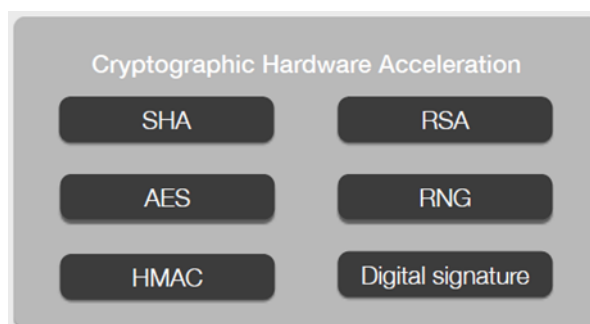 Cryptographic Hardware Acceleration
SHA
RSA
AES
RNG
HMAC
Digital signature